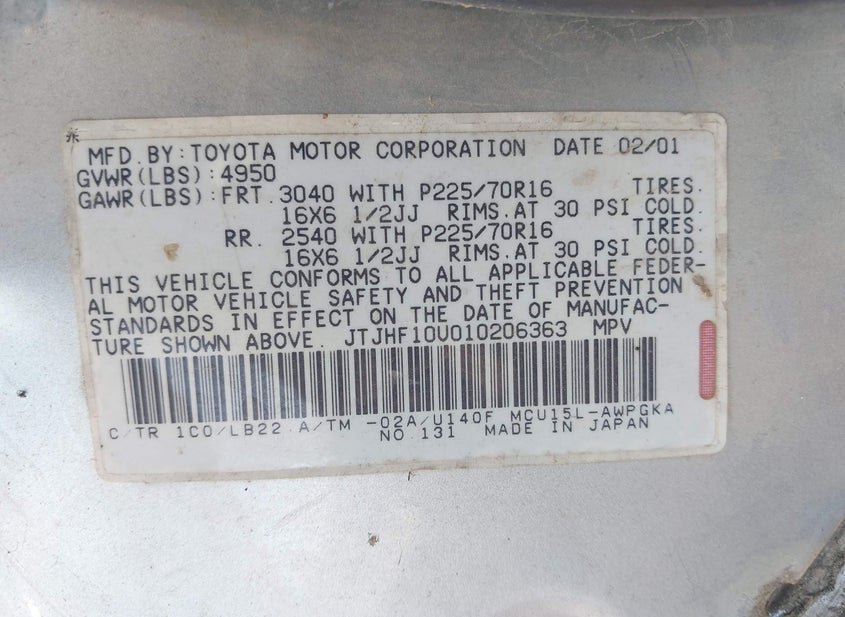 MFD.BY:TOYOTA MOTOR CORPORATION DATE 02/01
GVWR(LBS):4950
GAWR(LBS):FRT.3040 WITH P225/70R16 TIRES.
16X6 1/2JJ RIMS.AT 30 PSI COLD.
RR. 2540 WITH P225/70R16 TIRES.
16X6 1/2JJ RIMS.AT 30 PSI COLD.
THIS VEHICLE CONFORMS TO ALL APPLICABLE FEDER-
AL MOTOR VEHICLE SAFETY AND THEFT PREVENTION
STANDARDS IN EFFECT ON THE DATE OF MANUFAC-
TURE SHOWN ABOVE. JTJHF10U010206363 MPV
C/TR 1C0/LB22 A/TM -02A/U140F MCU15L-AWPGKA
NO.131 MADE IN JAPAN